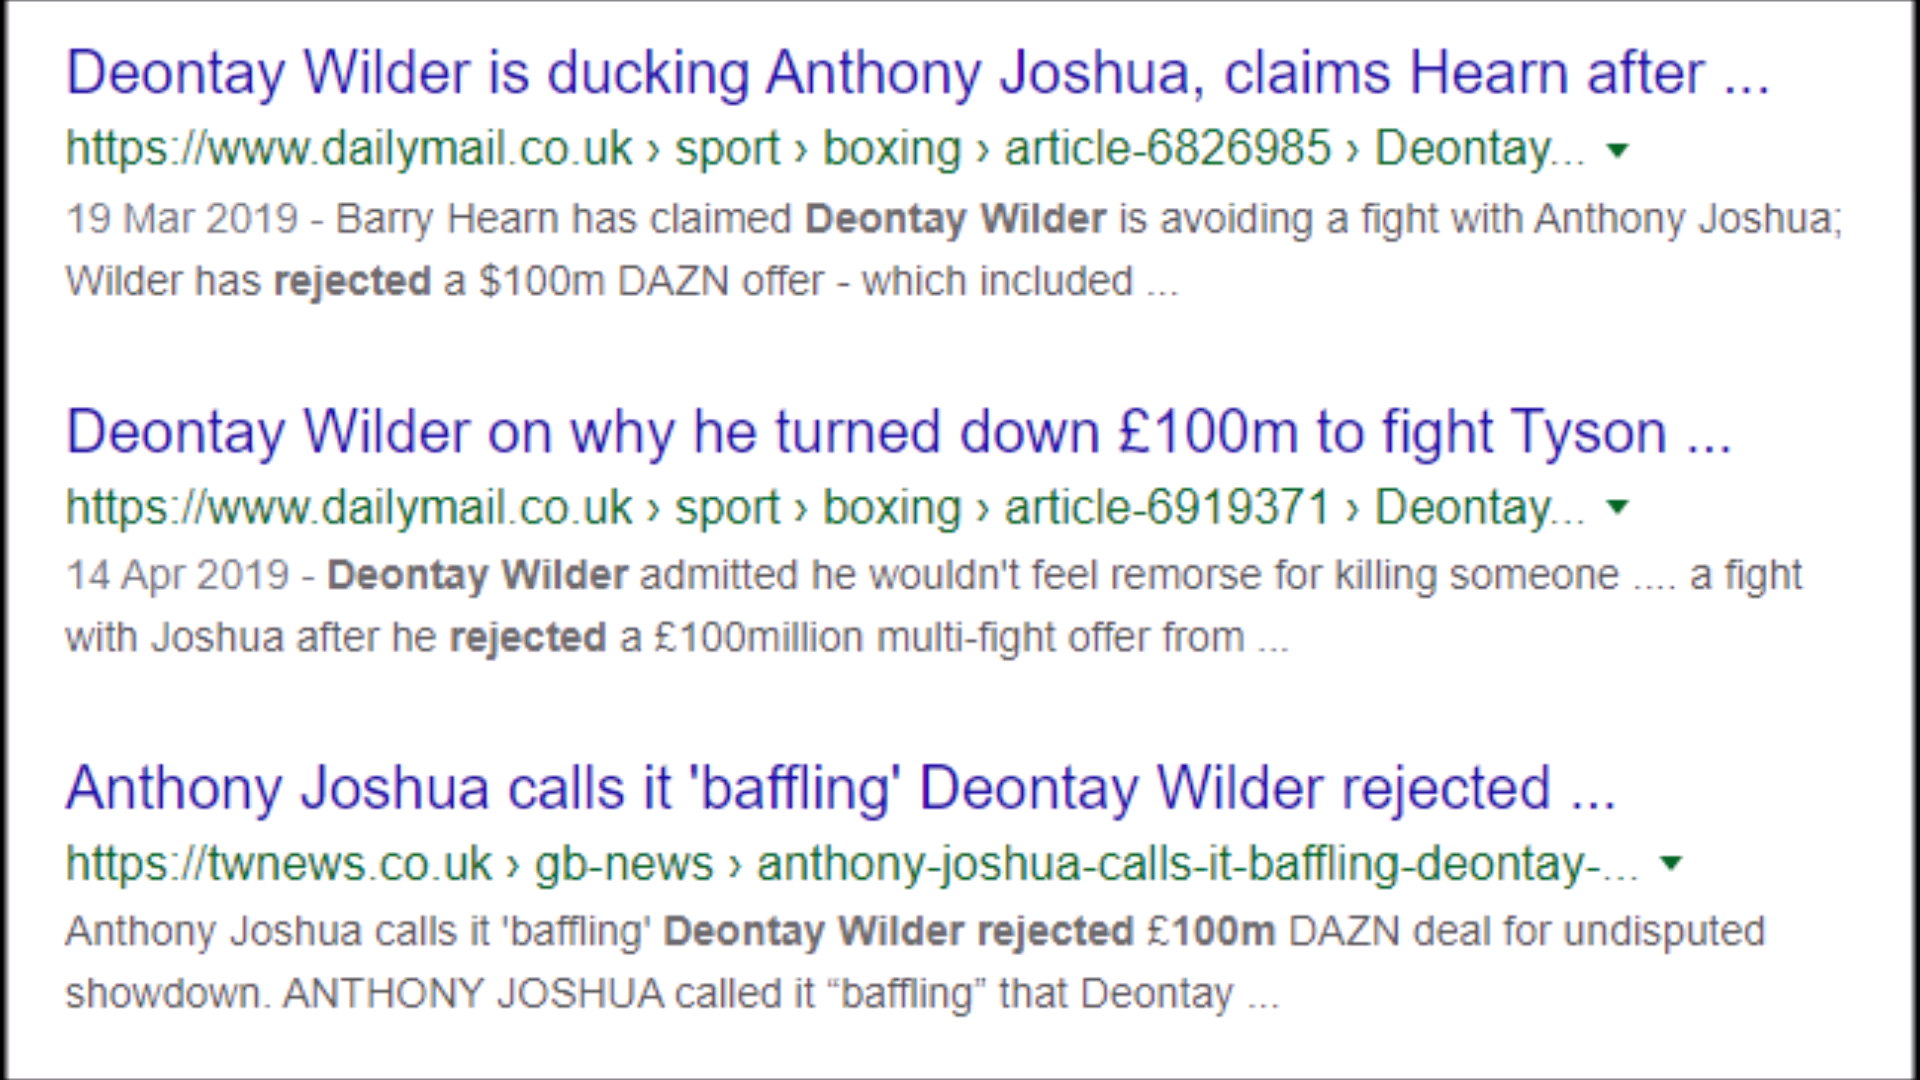 Deontay Wilder is ducking Anthony Joshua, claims Hearn after ...
https://www.dailymail.co.uk › sport › boxing › article-6826985 › Deontay... ▼
19 Mar 2019 - Barry Hearn has claimed Deontay Wilder is avoiding a fight with Anthony Joshua;
Wilder has rejected a $100m DAZN offer - which included ...
Deontay Wilder on why he turned down £100m to fight Tyson ...
https://www.dailymail.co.uk › sport › boxing › article-6919371 › Deontay... ▼
14 Apr 2019 - Deontay Wilder admitted he wouldn't feel remorse for killing someone .... a fight
with Joshua after he rejected a £100million multi-fight offer from ...
Anthony Joshua calls it 'baffling' Deontay Wilder rejected ...
https://twnews.co.uk › gb-news › anthony-joshua-calls-it-baffling-deontay-... ▼
Anthony Joshua calls it 'baffling' Deontay Wilder rejected £100m DAZN deal for undisputed
showdown. ANTHONY JOSHUA called it “baffling” that Deontay ...